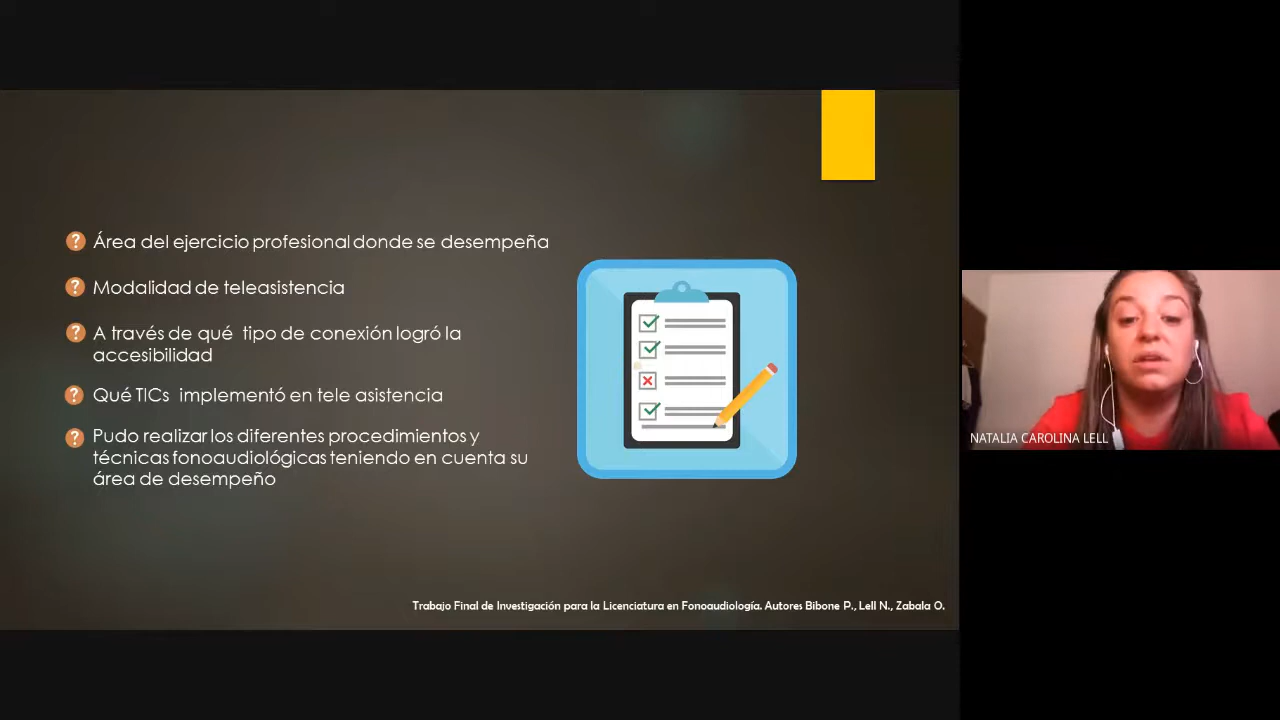 Área del ejercicio profesional donde se desempeña
Modalidad de teleasistencia
A través de qué tipo de conexión logró la
accesibilidad
Qué TICs implementó en tele asistencia
Pudo realizar los diferentes procedimientos y
técnicas fonoaudiológicas teniendo en cuenta su
área de desempeño
Trabajo Final de Investigación para la Licenciatura en Fonoaudiología. Autores Bibone P., Lell N., Zabala O.
NATALIA CAROLINA LELL